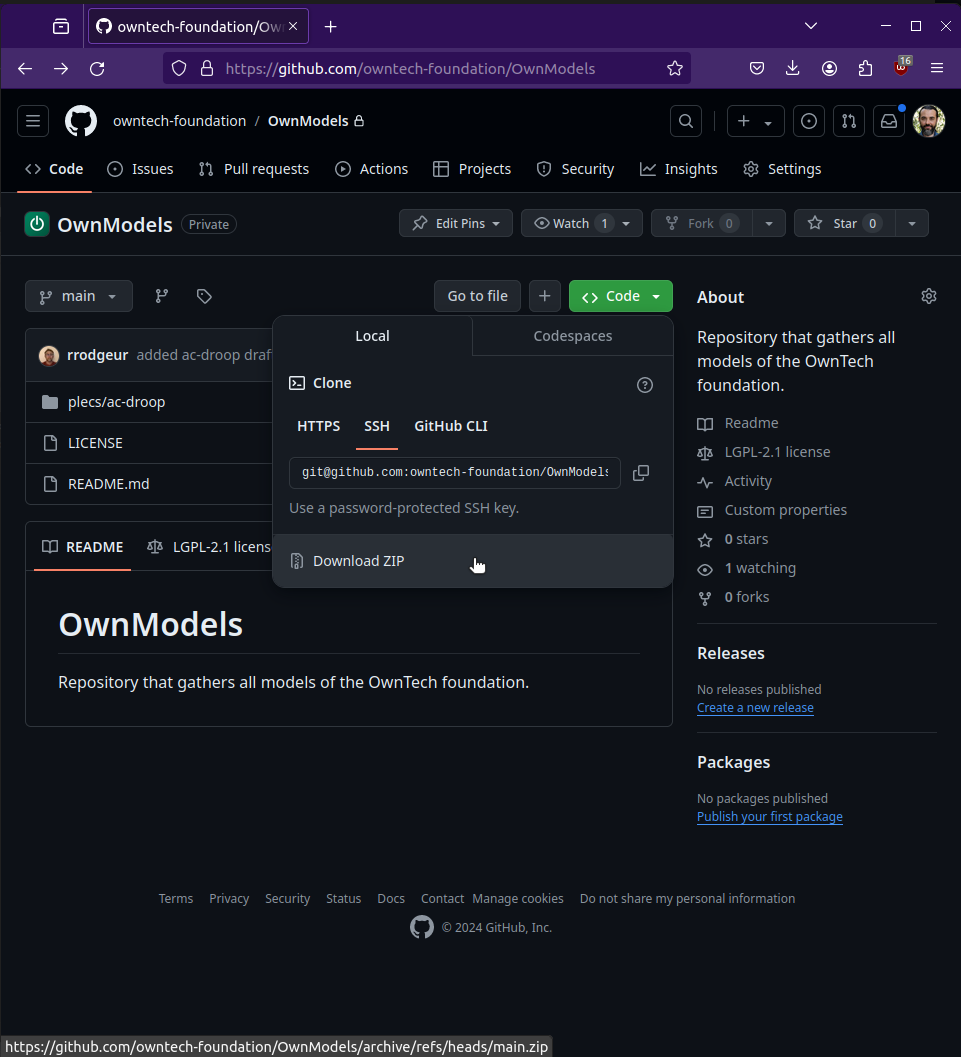 owntech-foundation/Ow
https://github.com/owntech-foundation/OwnModels
16
owntech-foundation / OwnModels
Code Issues Pull requests Actions Projects Security Insights Settings
OwnModels Private
Edit Pins Watch 1 Fork 0 Star 0
main
Go to file
Code
Local Codespaces
rrodgeur added ac-droop draf
plecs/ac-droop
LICENSE
README.md
Clone
HTTPS SSH GitHub CLI
git@github.com:owntech-foundation/OwnModels
Use a password-protected SSH key.
Download ZIP
README LGPL-2.1 licens
OwnModels
Repository that gathers all models of the OwnTech foundation.
About
Repository that gathers all
models of the OwnTech
foundation.
Readme
LGPL-2.1 license
Activity
Custom properties
0 stars
1 watching
0 forks
Releases
No releases published
Create a new release
Packages
No packages published
Publish your first package
Terms Privacy Security Status Docs Contact Manage cookies Do not share my personal information
© 2024 GitHub, Inc.
https://github.com/owntech-foundation/OwnModels/archive/refs/heads/main.zip